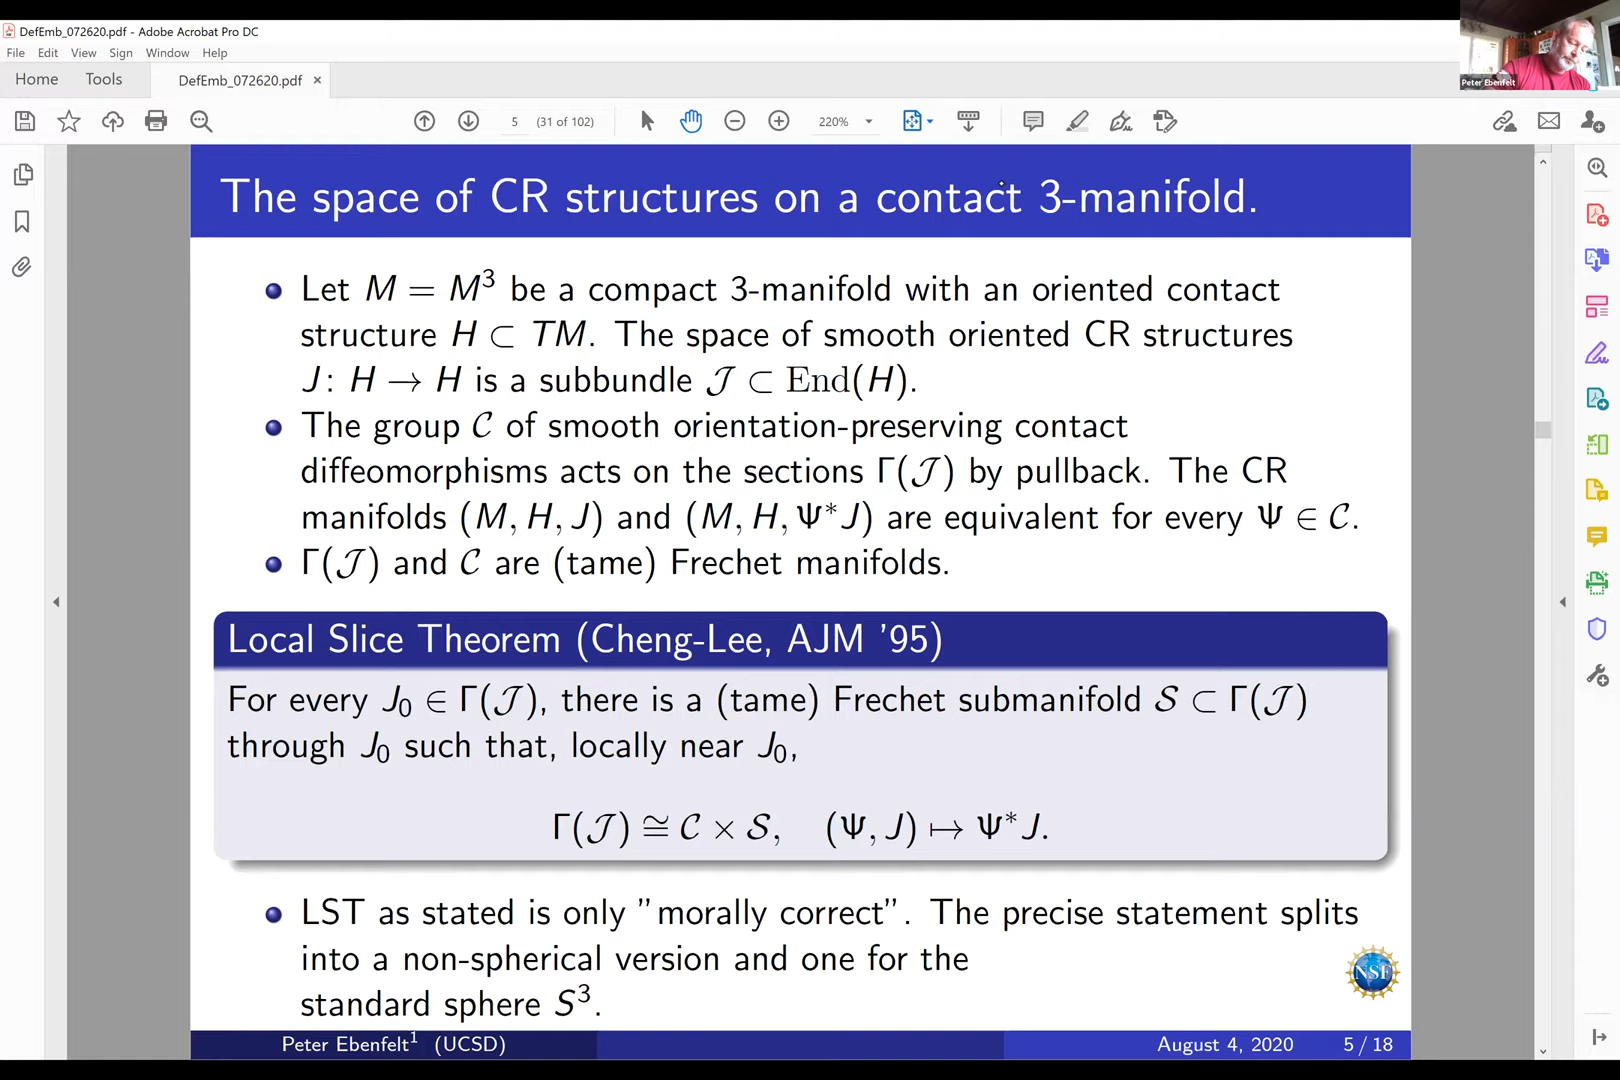 DefEmb_072620.pdf - Adobe Acrobat Pro DC
File Edit View Sign Window Help
Home Tools DefEmb_072620.pdf ×
5 (31 of 102) 220%
Peter Ebenfelt
The space of CR structures on a contact 3-manifold.
Let M = M³ be a compact 3-manifold with an oriented contact
structure H ⊂ TM. The space of smooth oriented CR structures
J: H → H is a subbundle 𝒥 ⊂ End(H).
The group 𝒞 of smooth orientation-preserving contact
diffeomorphisms acts on the sections Γ(𝒥) by pullback. The CR
manifolds (M, H, J) and (M, H, Ψ*J) are equivalent for every Ψ ∈ 𝒞.
Γ(𝒥) and 𝒞 are (tame) Frechet manifolds.
Local Slice Theorem (Cheng-Lee, AJM '95)
For every J₀ ∈ Γ(𝒥), there is a (tame) Frechet submanifold 𝒮 ⊂ Γ(𝒥)
through J₀ such that, locally near J₀,
Γ(𝒥) ≅ 𝒞 × 𝒮, (Ψ, J) ↦ Ψ*J.
LST as stated is only "morally correct". The precise statement splits
into a non-spherical version and one for the
standard sphere S³.
NSF
Peter Ebenfelt¹ (UCSD) August 4, 2020 5 / 18